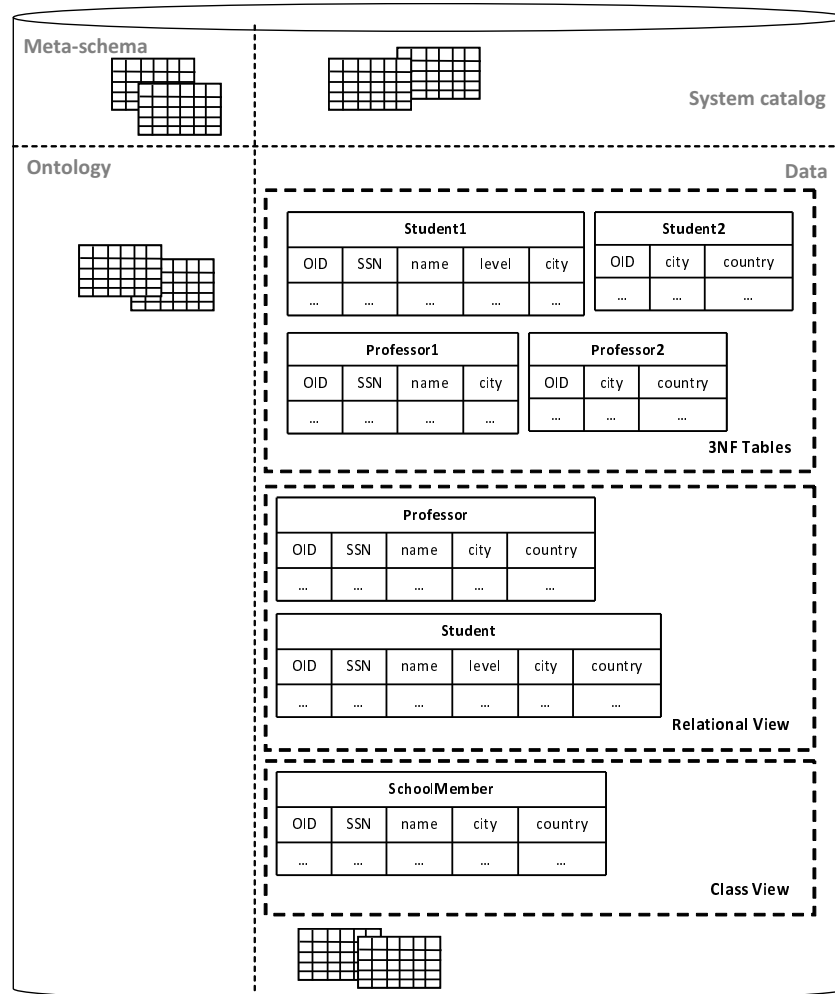 Meta-schema
System catalog
Ontology
Data
Student1
OID SSN name level city
... ... ... ... ...
Student2
OID city country
... ... ...
Professor1
OID SSN name city
... ... ... ...
Professor2
OID city country
... ... ...
3NF Tables
Professor
OID SSN name city country
... ... ... ... ...
Student
OID SSN name level city country
... ... ... ... ... ...
Relational View
SchoolMember
OID SSN name city country
... ... ... ... ...
Class View